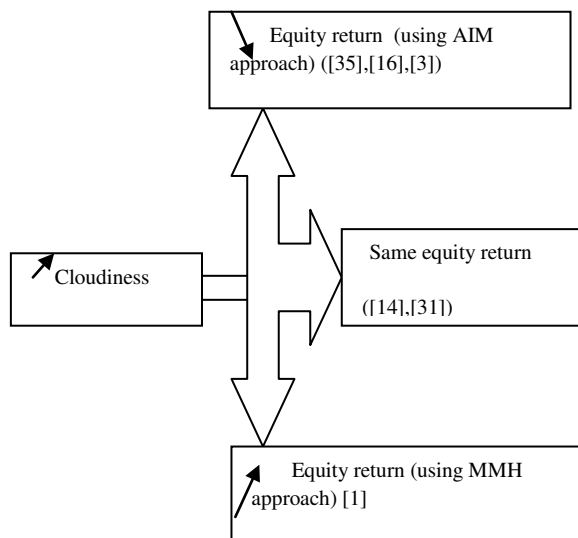 Equity return (using AIM
approach) ([35],[16],[3])
Cloudiness
Same equity return
([14],[31])
Equity return (using MMH
approach) [1]